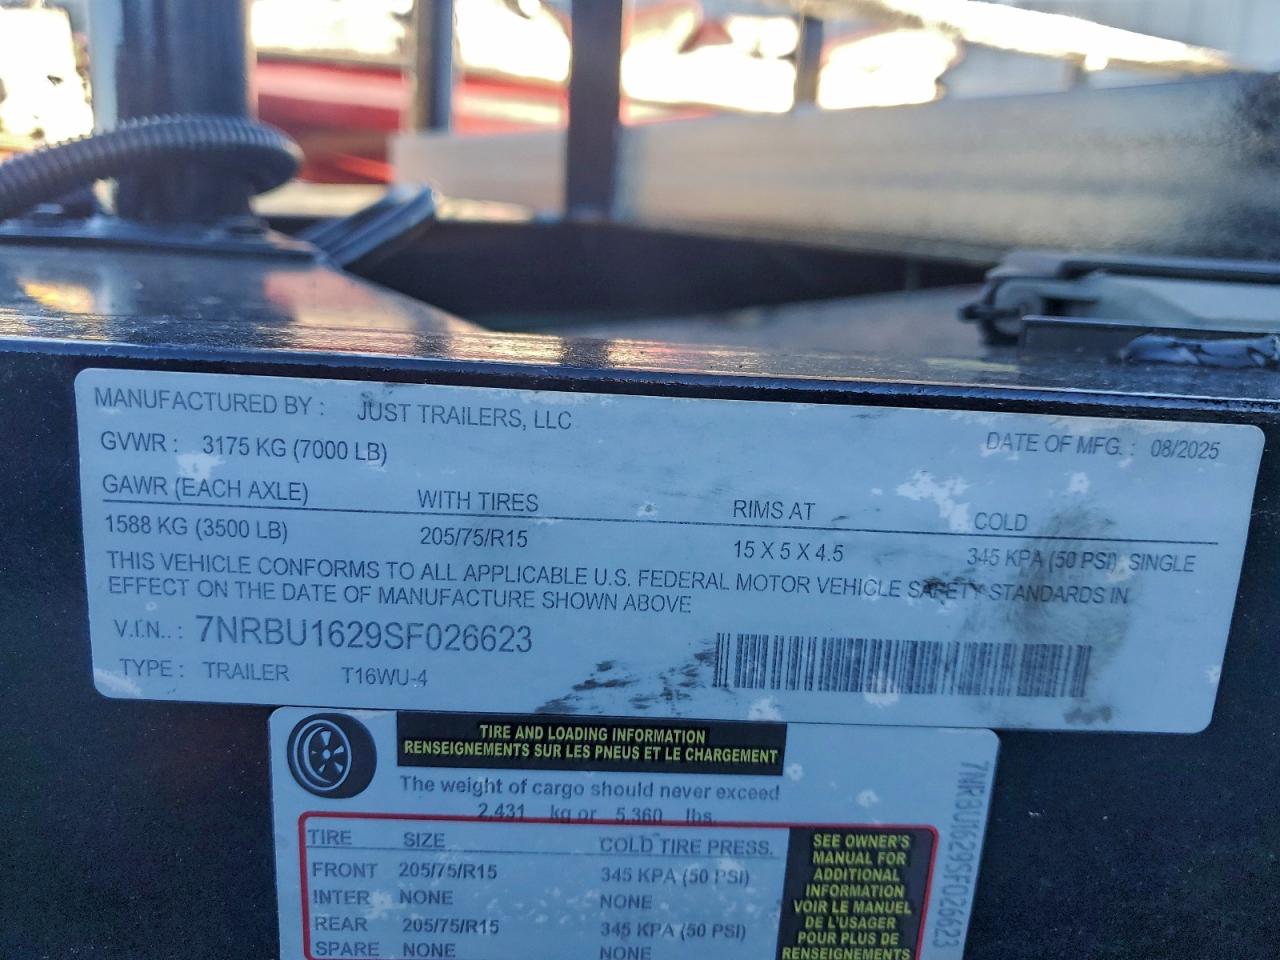 MANUFACTURED BY : JUST TRAILERS, LLC
GVWR : 3175 KG (7000 LB) DATE OF MFG. : 08/2025
GAWR (EACH AXLE) WITH TIRES RIMS AT COLD
1588 KG (3500 LB) 205/75/R15 15 X 5 X 4.5 345 KPA (50 PSI) SINGLE
THIS VEHICLE CONFORMS TO ALL APPLICABLE U.S. FEDERAL MOTOR VEHICLE SAFETY STANDARDS IN
EFFECT ON THE DATE OF MANUFACTURE SHOWN ABOVE
V.I.N.. : 7NRBU1629SF026623
TYPE : TRAILER T16WU-4
TIRE AND LOADING INFORMATION
RENSEIGNEMENTS SUR LES PNEUS ET LE CHARGEMENT
The weight of cargo should never exceed
2,431 kg or 5,360 lbs.
TIRE SIZE COLD TIRE PRESS.
FRONT 205/75/R15 345 KPA (50 PSI)
INTER NONE NONE
REAR 205/75/R15 345 KPA (50 PSI)
SPARE NONE NONE
SEE OWNER'S
MANUAL FOR
ADDITIONAL
INFORMATION
VOIR LE MANUEL
DE L'USAGER
POUR PLUS DE
RENSEIGNEMENTS
7NRBU1629SF026623